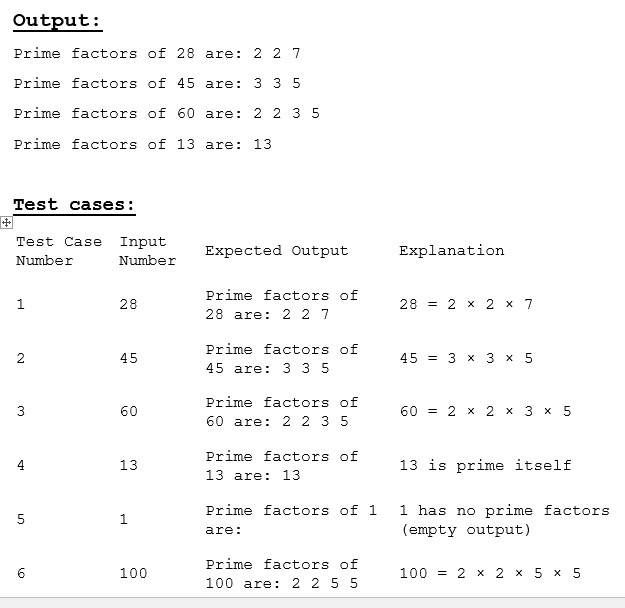 Output:
Prime factors of 28 are: 2 2 7
Prime factors of 45 are: 3 3 5
Prime factors of 60 are: 2 2 3 5
Prime factors of 13 are: 13
Test cases:
Test Case Number Input Number Expected Output Explanation
1 28 Prime factors of 28 are: 2 2 7 28 = 2 × 2 × 7
2 45 Prime factors of 45 are: 3 3 5 45 = 3 × 3 × 5
3 60 Prime factors of 60 are: 2 2 3 5 60 = 2 × 2 × 3 × 5
4 13 Prime factors of 13 are: 13 13 is prime itself
5 1 Prime factors of 1 are: 1 has no prime factors (empty output)
6 100 Prime factors of 100 are: 2 2 5 5 100 = 2 × 2 × 5 × 5